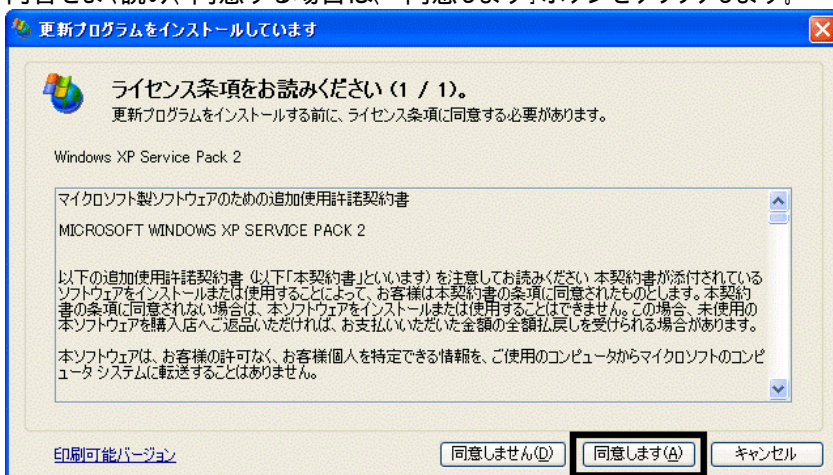 内容をよく読み、同意する場合は、「同意します」ボタンをクリックします。
更新プログラムをインストールしています
ライセンス条項をお読みください (1 / 1)。
更新プログラムをインストールする前に、ライセンス条項に同意する必要があります。
Windows XP Service Pack 2
マイクロソフト製ソフトウェアのための追加使用許諾契約書
MICROSOFT WINDOWS XP SERVICE PACK 2
以下の追加使用許諾契約書 (以下「本契約書」といいます) を注意してお読みください 本契約書が添付されている
ソフトウェアをインストールまたは使用することによって、お客様は本契約書の条項に同意されたものとします。本契約
書の条項に同意されない場合は、本ソフトウェアをインストールまたは使用することはできません。この場合、未使用の
本ソフトウェアを購入店へご返品いただければ、お支払いいただいた金額の全額払戻しを受けられる場合があります。
本ソフトウェアは、お客様の許可なく、お客様個人を特定できる情報を、ご使用のコンピュータからマイクロソフトのコンピ
ュータ システムに転送することはありません。
印刷可能バージョン 同意しません(D) 同意します(A) キャンセル